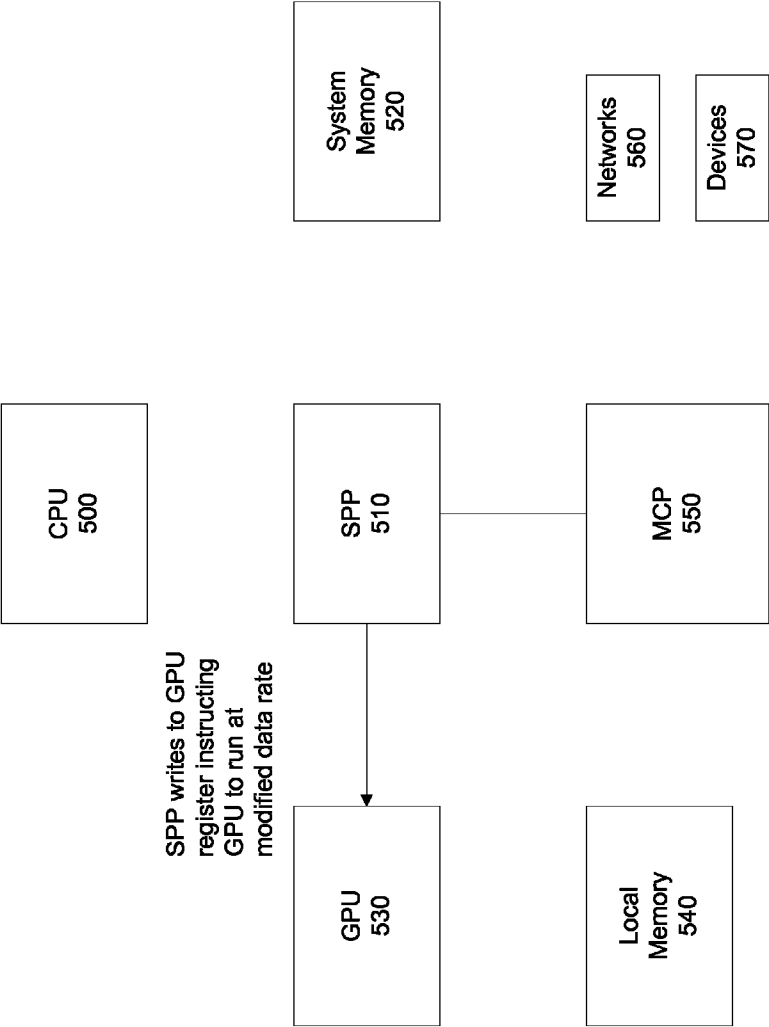 CPU
500
SPP writes to GPU
register instructing
GPU to run at
modified data rate
GPU
530
SPP
510
System
Memory
520
Local
Memory
540
MCP
550
Networks
560
Devices
570